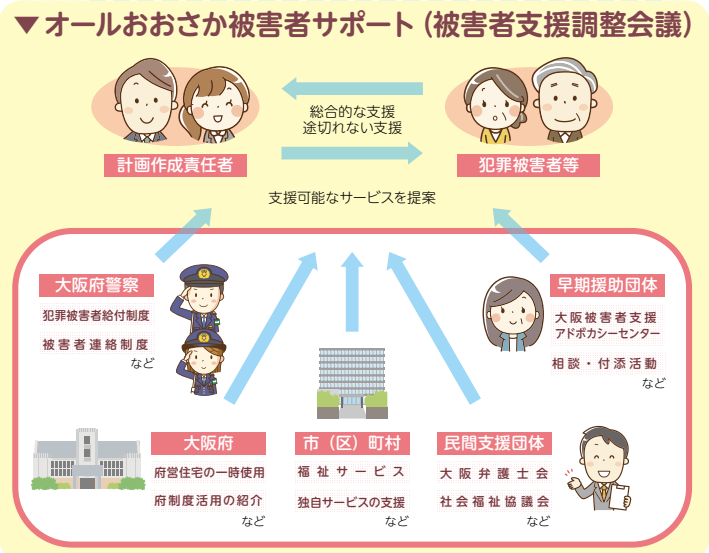 ▼オールおおさか被害者サポート（被害者支援調整会議）
総合的な支援
途切れない支援
計画作成責任者
犯罪被害者等
支援可能なサービスを提案
大阪府警察
犯罪被害者給付制度
被害者連絡制度
など
早期援助団体
大阪被害者支援
アドボカシーセンター
相談・付添活動
など
大阪府
府営住宅の一時使用
府制度活用の紹介
など
市（区）町村
福祉サービス
独自サービスの支援
など
民間支援団体
大阪弁護士会
社会福祉協議会
など